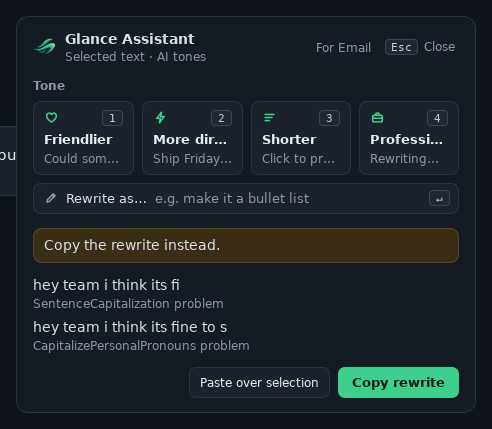 Glance Assistant
Selected text · AI tones
For Email
Esc Close
Tone
1
Friendlier
Could som…
2
More dir…
Ship Friday…
3
Shorter
Click to pr…
4
Professi…
Rewriting…
Rewrite as… e.g. make it a bullet list ↵
Copy the rewrite instead.
hey team i think its fi
SentenceCapitalization problem
hey team i think its fine to s
CapitalizePersonalPronouns problem
Paste over selection
Copy rewrite